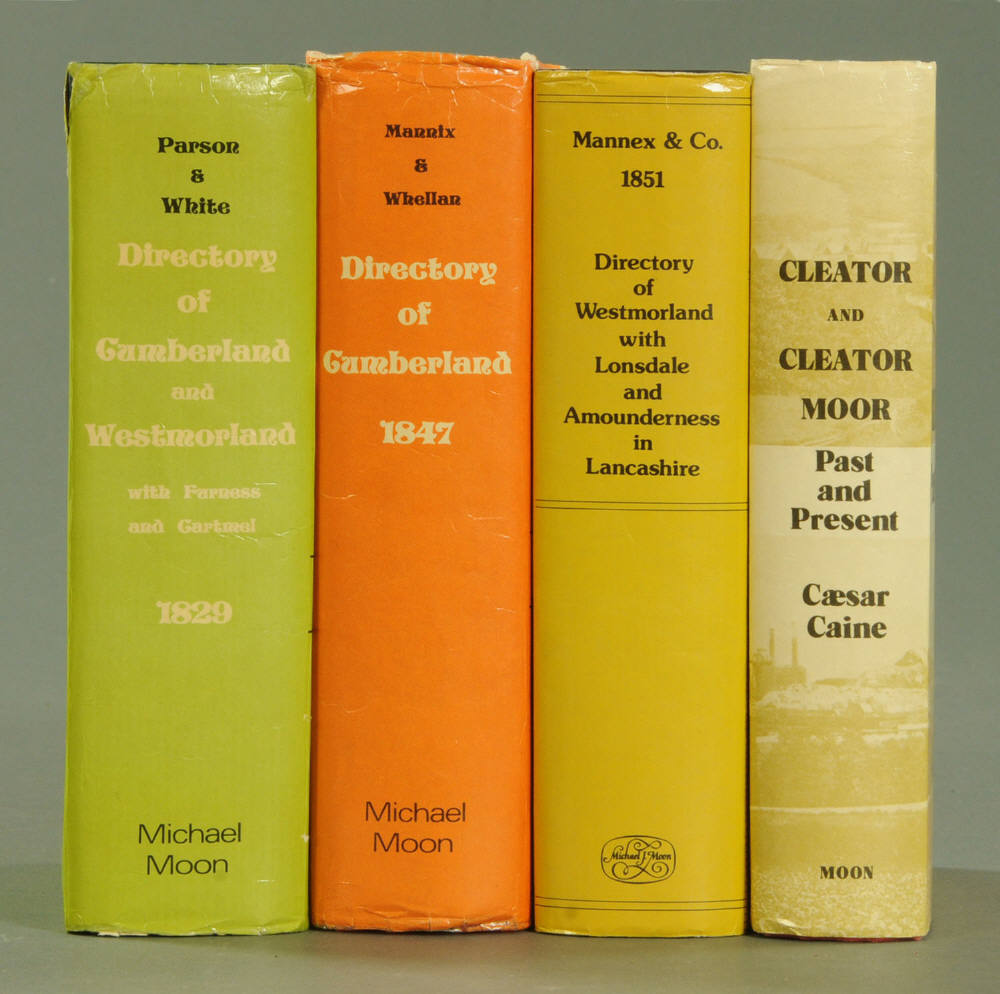 Parson
&
White
Directory
of
Cumberland
and
Westmorland
with Furness
and Cartmel
1829
Michael
Moon
Mannix
&
Whellan
Directory
of
Cumberland
1847
Michael
Moon
Mannex & Co.
1851
Directory
of
Westmorland
with
Lonsdale
and
Amounderness
in
Lancashire
Michael J. Moon
CLEATOR
AND
CLEATOR
MOOR
Past
and
Present
Cæsar
Caine
MOON